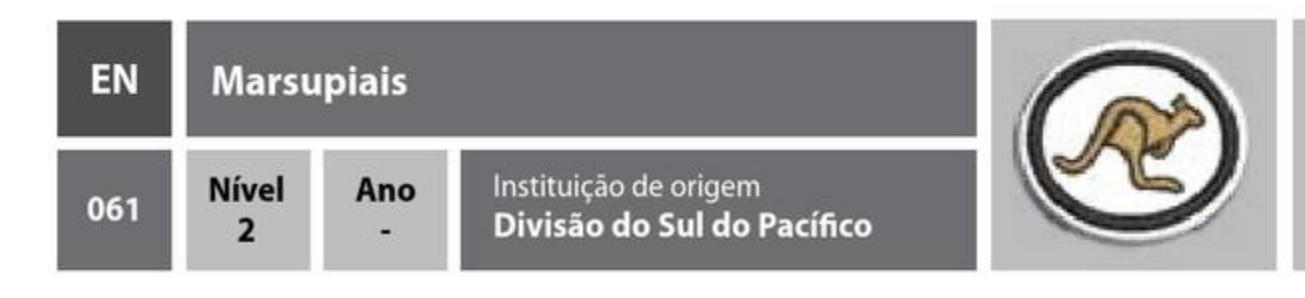 EN
Marsupiais
061
Nível
2
Ano
-
Instituição de origem
Divisão do Sul do Pacífico